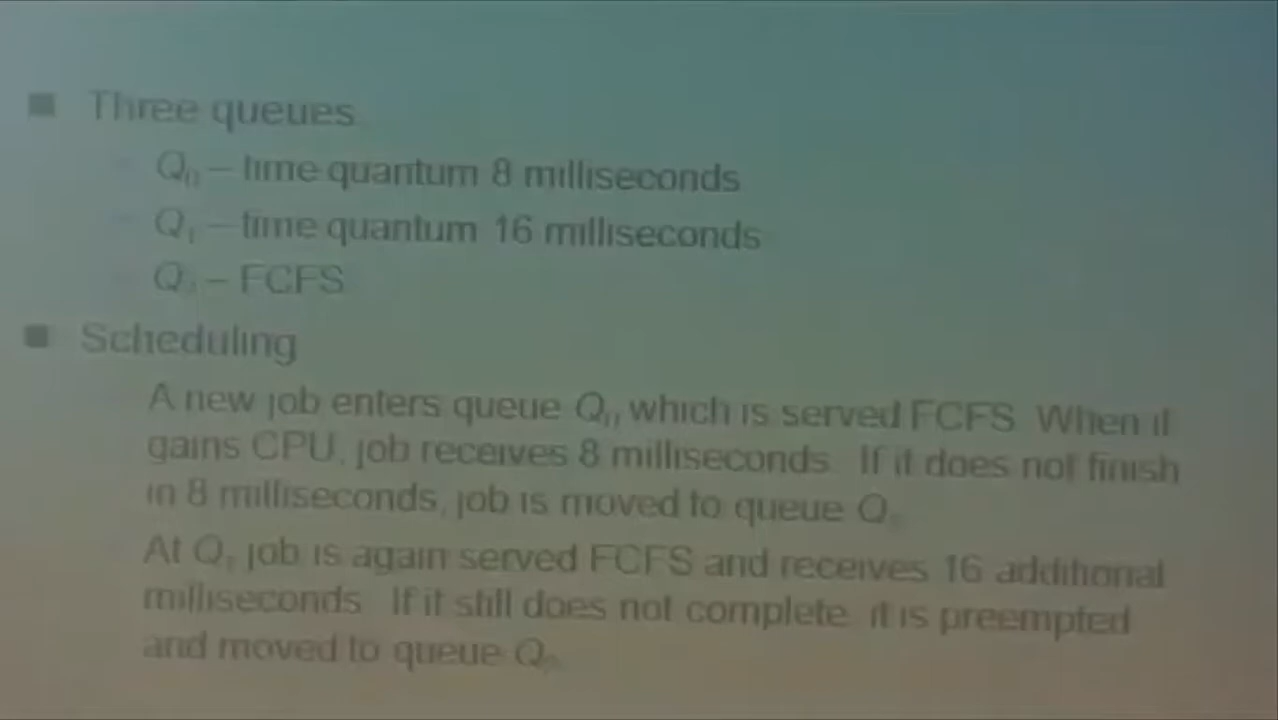 Three queues
Q0 – time quantum 8 milliseconds
Q1 – time quantum 16 milliseconds
Q – FCFS
Scheduling
A new job enters queue Q0 which is served FCFS. When it
gains CPU, job receives 8 milliseconds. If it does not finish
in 8 milliseconds, job is moved to queue Q
At Q1 job is again served FCFS and receives 16 additional
milliseconds. If it still does not complete, it is preempted
and moved to queue Q